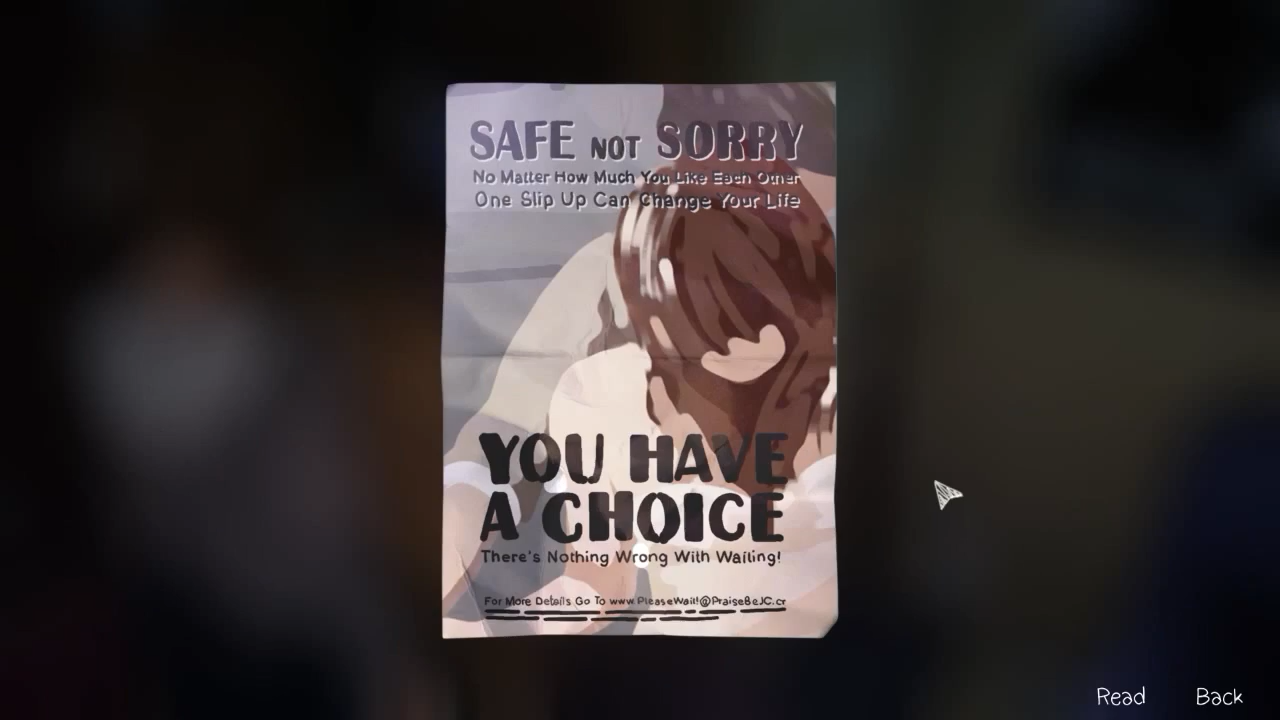 SAFE NOT SORRY
No Matter How Much You Like Each Other
One Slip Up Can Change Your Life
YOU HAVE
A CHOICE
There's Nothing Wrong With Waiting!
For More Details Go To www.PleaseWait!@PraiseBeJC.cr
Read Back